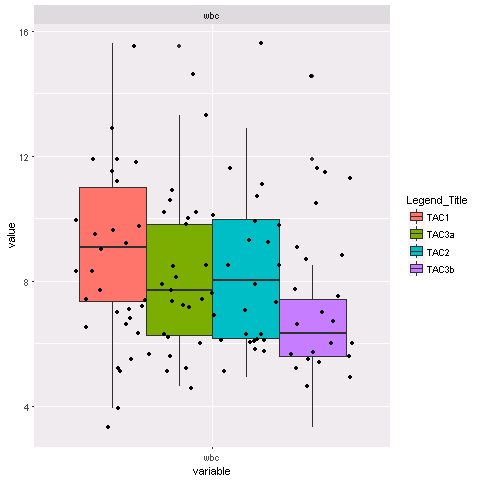 wbc
16
12
8
4
value
wbc
variable
Legend_Title
TAC1
TAC3a
TAC2
TAC3b